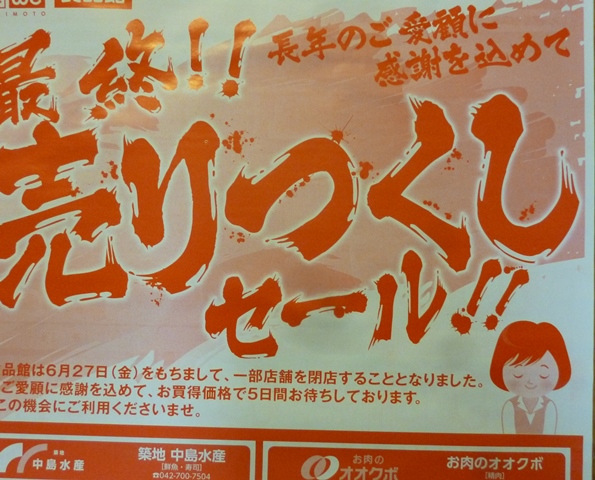 IMOTO
長年のご愛顧に
感謝を込めて
最終!!
売りつくし
セール!!
品館は6月27日(金)をもちまして、一部店舗を閉店することとなりました。
ご愛顧に感謝を込めて、お買得価格で5日間お待ちしております。
この機会にご利用くださいませ。
築地
中島水産
築地 中島水産
[鮮魚・寿司]
☎042-700-7504
お肉の
オオクボ
お肉のオオクボ
[精肉]